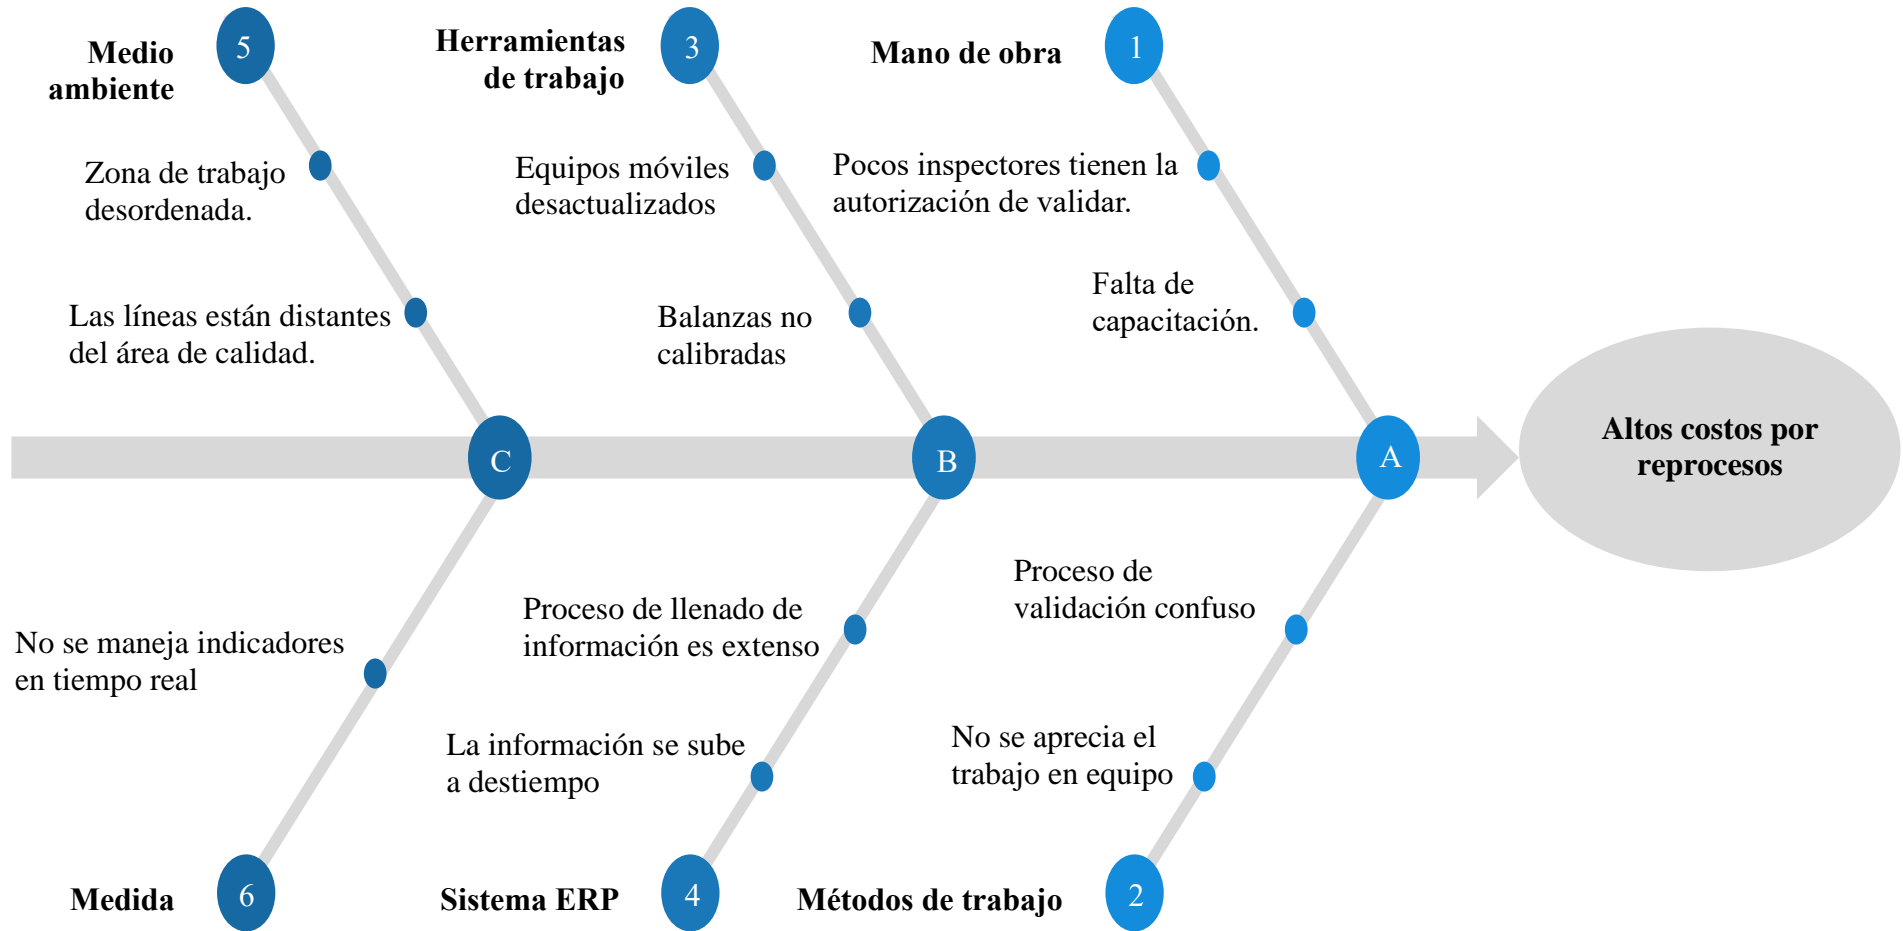 5
Medio
ambiente
Zona de trabajo
desordenada.
Las líneas están distantes
del área de calidad.
3
Herramientas
de trabajo
Equipos móviles
desactualizados
Balanzas no
calibradas
1
Mano de obra
Pocos inspectores tienen la
autorización de validar.
Falta de
capacitación.
C
B
A
Altos costos por
reprocesos
No se maneja indicadores
en tiempo real
Medida
6
Proceso de llenado de
información es extenso
La información se sube
a destiempo
Sistema ERP
4
Proceso de
validación confuso
No se aprecia el
trabajo en equipo
Métodos de trabajo
2